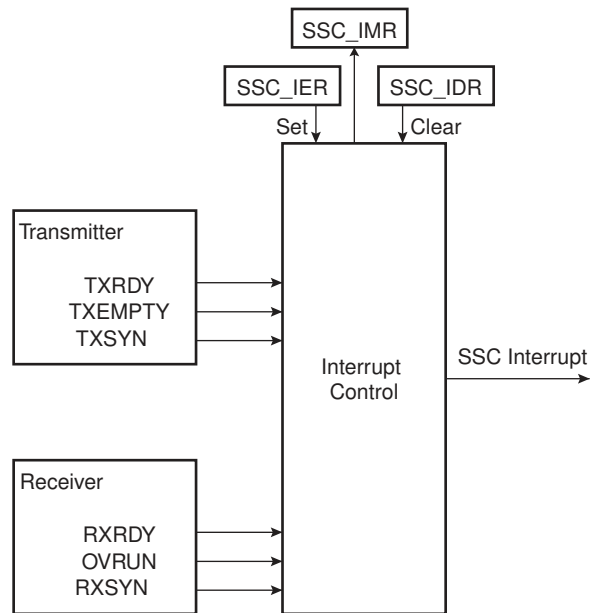 SSC_IMR
SSC_IER
SSC_IDR
Set
Clear
Transmitter
TXRDY
TXEMPTY
TXSYN
Interrupt
Control
SSC Interrupt
Receiver
RXRDY
OVRUN
RXSYN